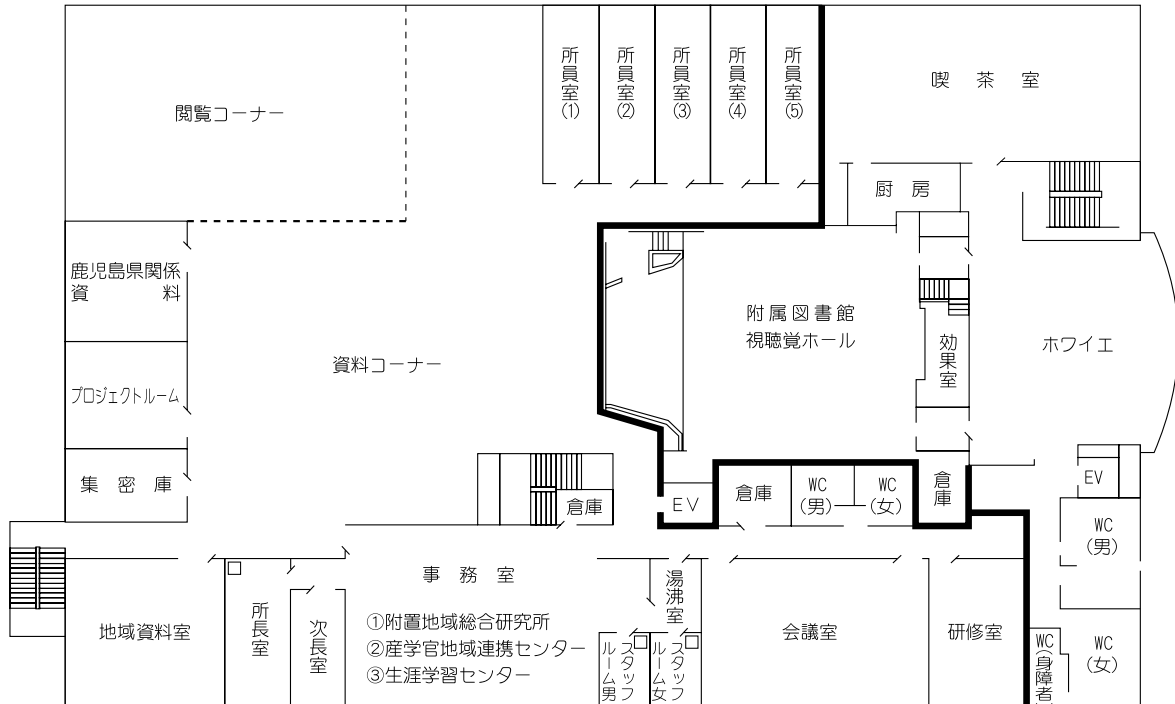 所員室(1)
所員室(2)
所員室(3)
所員室(4)
所員室(5)
喫茶室
閲覧コーナー
厨房
鹿児島県関係
資料
附属図書館
視聴覚ホール
効果室
ホワイエ
資料コーナー
プロジェクトルーム
集密庫
倉庫
EV
倉庫
WC
(男)
WC
(女)
倉庫
EV
WC
(男)
事務室
湯沸室
地域資料室
所長室
次長室
①附置地域総合研究所
②産学官地域連携センター
③生涯学習センター
スタッフ
ルーム男
スタッフ
ルーム女
会議室
研修室
WC
(身障者
WC
(女)